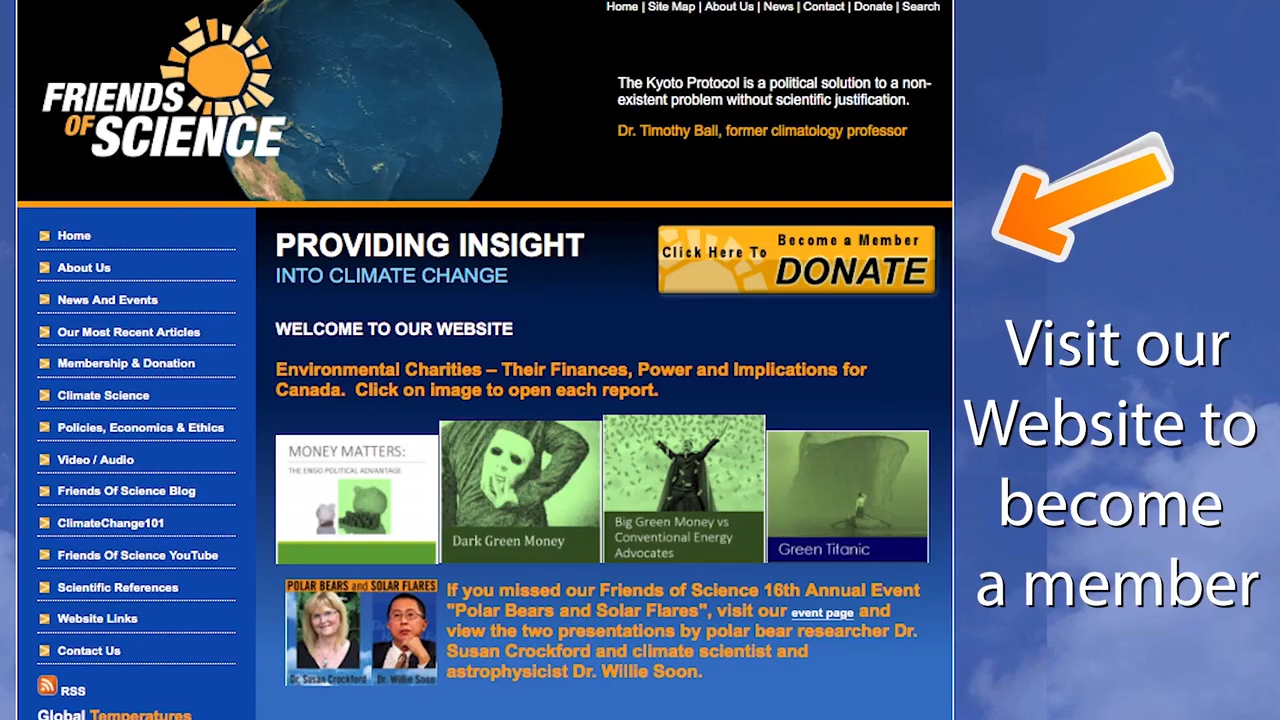 Home | Site Map | About Us | News | Contact | Donate | Search
FRIENDS
OF
SCIENCE
The Kyoto Protocol is a political solution to a non-
existent problem without scientific justification.
Dr. Timothy Ball, former climatology professor
Home
About Us
News And Events
Our Most Recent Articles
Membership & Donation
Climate Science
Policies, Economics & Ethics
Video / Audio
Friends Of Science Blog
ClimateChange101
Friends Of Science YouTube
Scientific References
Website Links
Contact Us
RSS
Global Temperatures
PROVIDING INSIGHT
INTO CLIMATE CHANGE
Click Here To
Become a Member
DONATE
WELCOME TO OUR WEBSITE
Environmental Charities – Their Finances, Power and Implications for
Canada. Click on image to open each report.
MONEY MATTERS:
THE ENGO POLITICAL ADVANTAGE
Dark Green Money
Big Green Money vs
Conventional Energy
Advocates
Green Titanic
POLAR BEARS and SOLAR FLARES
Dr. Susan Crockford
Dr. Willie Soon
If you missed our Friends of Science 16th Annual Event
"Polar Bears and Solar Flares", visit our event page and
view the two presentations by polar bear researcher Dr.
Susan Crockford and climate scientist and
astrophysicist Dr. Willie Soon.
Visit our
Website to
become
a member